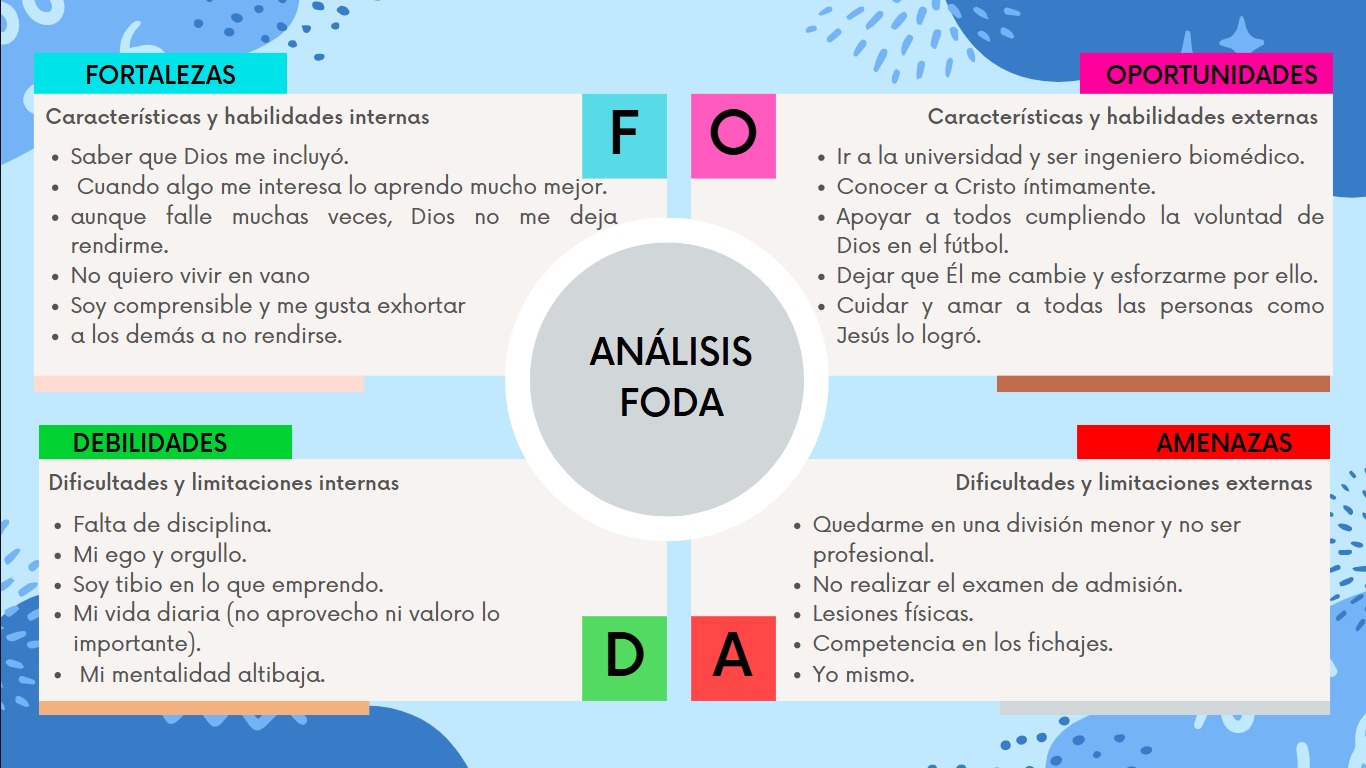 FORTALEZAS
Características y habilidades internas
• Saber que Dios me incluyó.
• Cuando algo me interesa lo aprendo mucho mejor.
• aunque falle muchas veces, Dios no me deja
rendirme.
• No quiero vivir en vano
• Soy comprensible y me gusta exhortar
• a los demás a no rendirse.
F
OPORTUNIDADES
Características y habilidades externas
• Ir a la universidad y ser ingeniero biomédico.
• Conocer a Cristo íntimamente.
• Apoyar a todos cumpliendo la voluntad de
Dios en el fútbol.
• Dejar que Él me cambie y esforzarme por ello.
• Cuidar y amar a todas las personas como
Jesús lo logró.
O
ANÁLISIS
FODA
DEBILIDADES
Dificultades y limitaciones internas
• Falta de disciplina.
• Mi ego y orgullo.
• Soy tibio en lo que emprendo.
• Mi vida diaria (no aprovecho ni valoro lo
importante).
• Mi mentalidad altibaja.
D
AMENAZAS
Dificultades y limitaciones externas
• Quedarme en una división menor y no ser
profesional.
• No realizar el examen de admisión.
• Lesiones físicas.
• Competencia en los fichajes.
• Yo mismo.
A